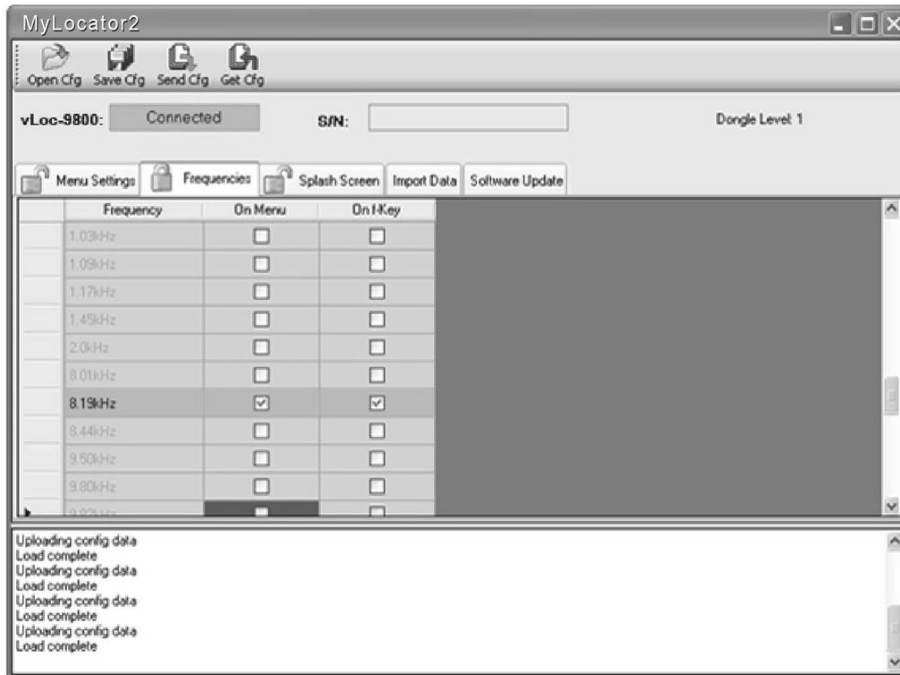 MyLocator2
Open Cfg Save Cfg Send Cfg Get Cfg
vLoc-9800: Connected S/N: Dongle Level: 1
Menu Settings Frequencies Splash Screen Import Data Software Update
Frequency On Menu On f-Key
1.03kHz
1.09kHz
1.17kHz
1.45kHz
2.0kHz
8.01kHz
8.19kHz
8.44kHz
9.50kHz
9.80kHz
Uploading config data
Load complete
Uploading config data
Load complete
Uploading config data
Load complete
Uploading config data
Load complete